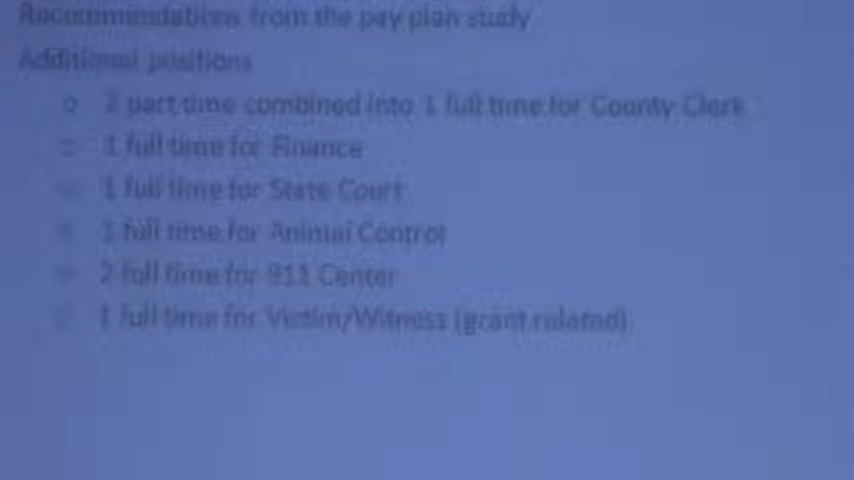 Recommendations from the pay plan study
Additional positions
o 2 part time combined into 1 full time for County Clerk
1 full time for Finance
1 full time for State Court
1 full time for Animal Control
2 full time for 911 Center
1 full time for Victim/Witness (grant related)